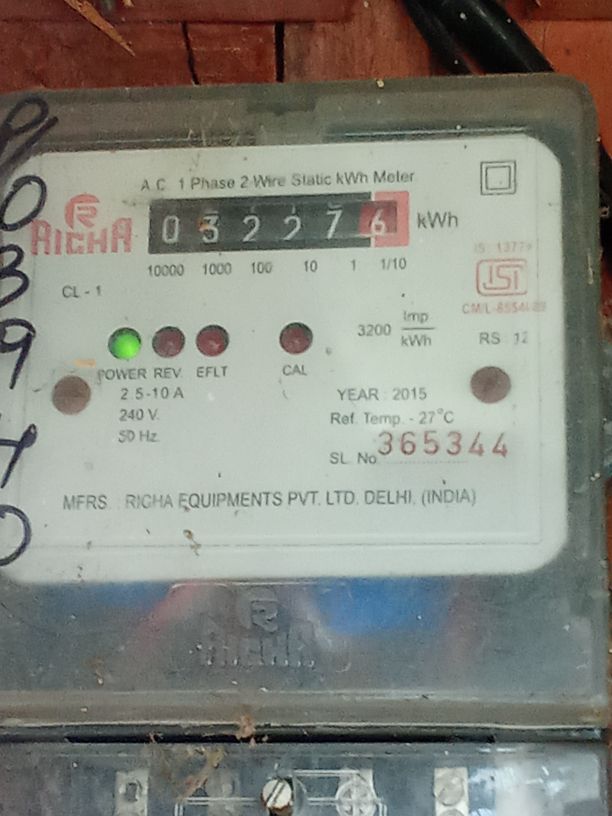 A.C. 1 Phase 2 Wire Static kWh Meter
RICHA
032276 kWh
10000 1000 100 10 1 1/10
CL - 1
ISI
3200 Imp/kWh
RS : 12
POWER REV. EFLT CAL
2.5-10 A
240 V.
50 Hz.
YEAR : 2015
Ref. Temp. - 27°C
SL. No. 365344
MFRS. : RICHA EQUIPMENTS PVT. LTD. DELHI, (INDIA)
RICHA